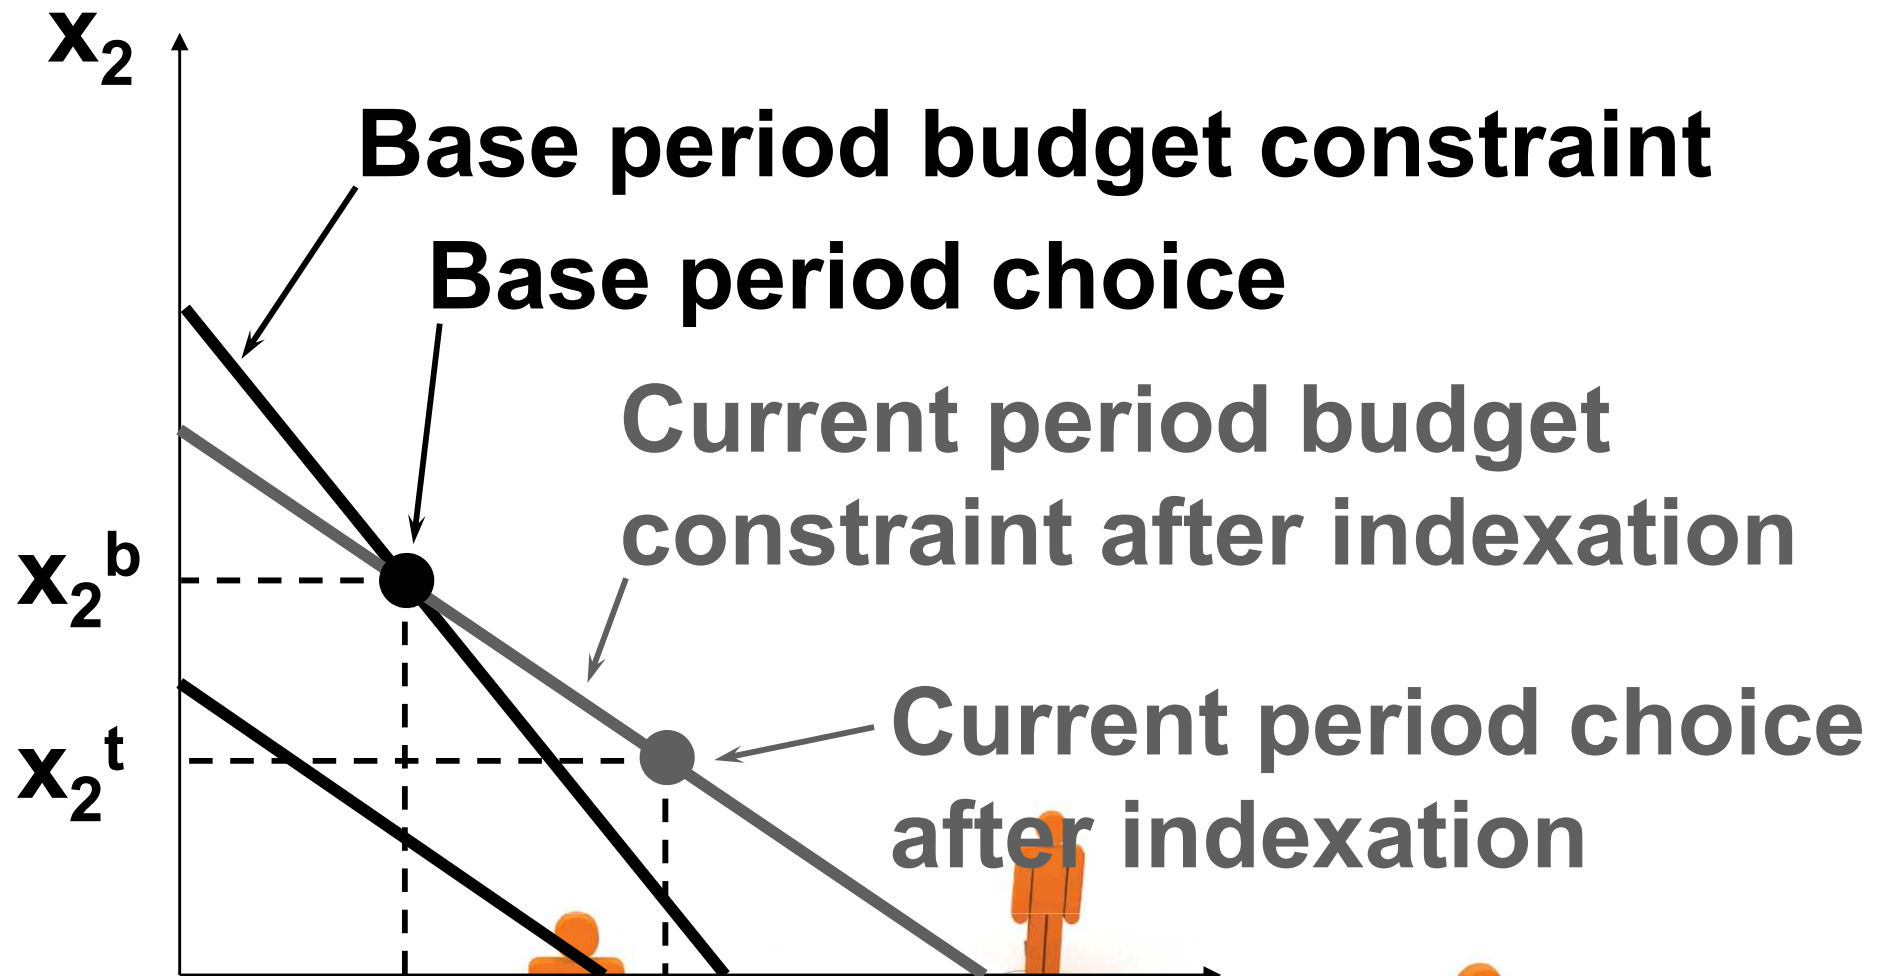 x₂
Base period budget constraint
Base period choice
Current period budget
constraint after indexation
x₂ᵇ
Current period choice
x₂ᵗ
after indexation